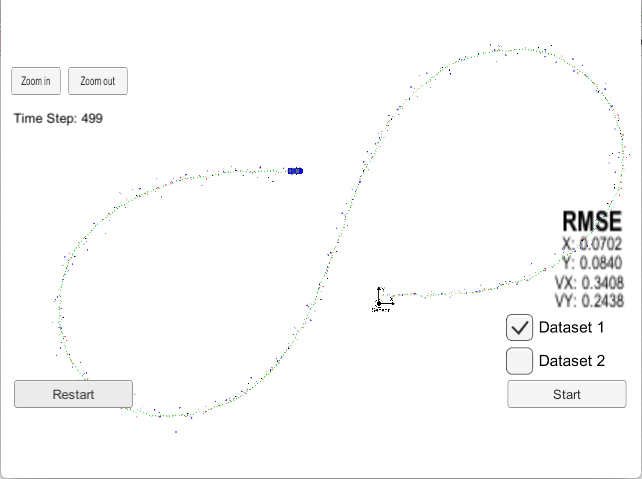 Zoom in
Zoom out
Time Step: 499
RMSE
X: 0.0702
Y: 0.0840
VX: 0.3408
VY: 0.2438
Y
X
Sensor
Dataset 1
Dataset 2
Restart
Start